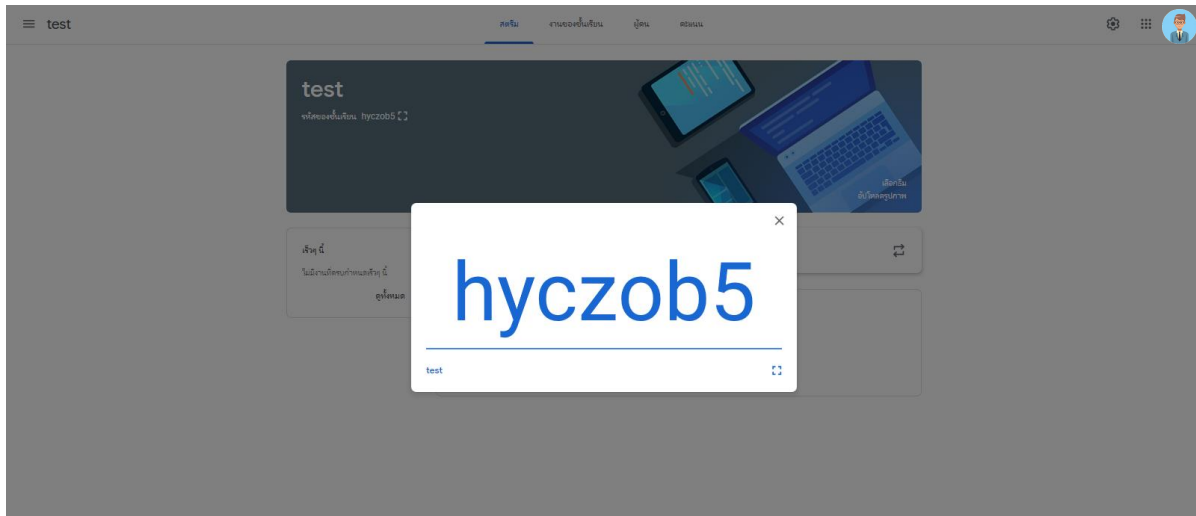 test
สตรีม งานของชั้นเรียน ผู้คน คะแนน
test
รหัสของชั้นเรียน hyczob5
เลือกธีม
อัปโหลดรูปภาพ
เร็วๆ นี้
ไม่มีงานที่ครบกำหนดเร็วๆ นี้
ดูทั้งหมด
hyczob5
test